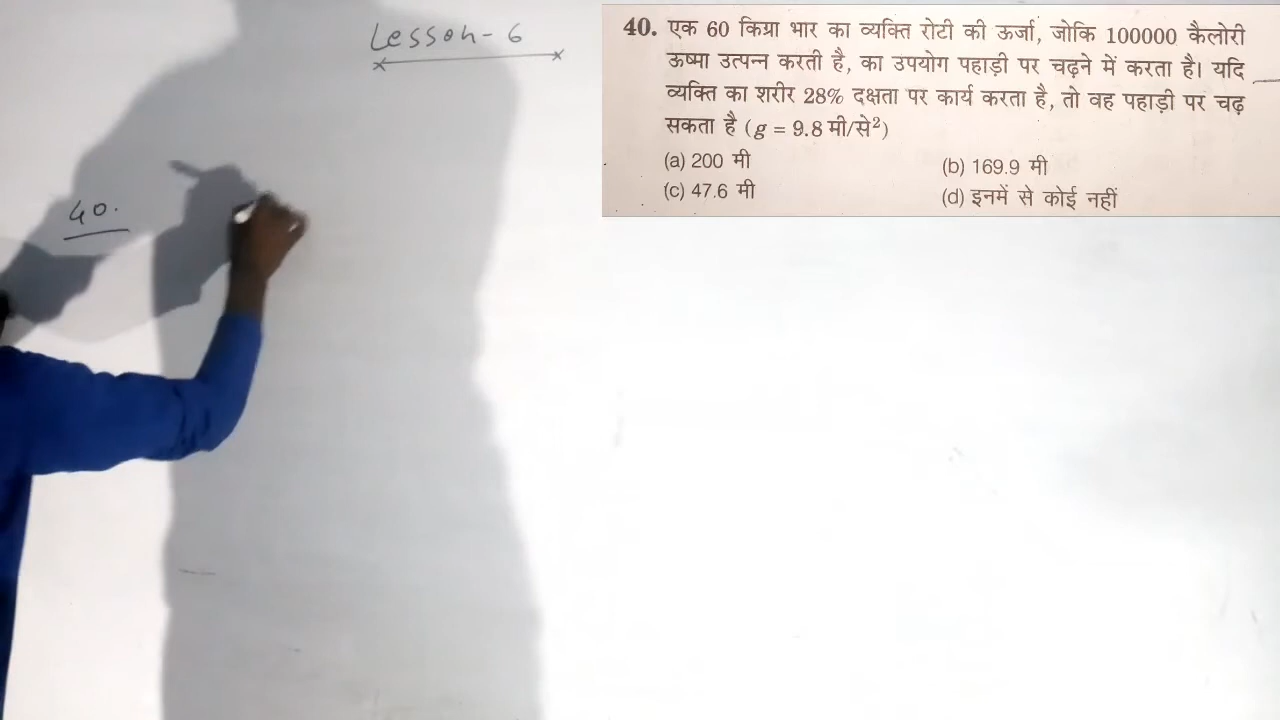 Lesson-6
40.
40. एक 60 किग्रा भार का व्यक्ति रोटी की ऊर्जा, जोकि 100000 कैलोरी
ऊष्मा उत्पन्न करती है, का उपयोग पहाड़ी पर चढ़ने में करता है। यदि
व्यक्ति का शरीर 28% दक्षता पर कार्य करता है, तो वह पहाड़ी पर चढ़
सकता है (g = 9.8 मी/से²)
(a) 200 मी (b) 169.9 मी
(c) 47.6 मी (d) इनमें से कोई नहीं